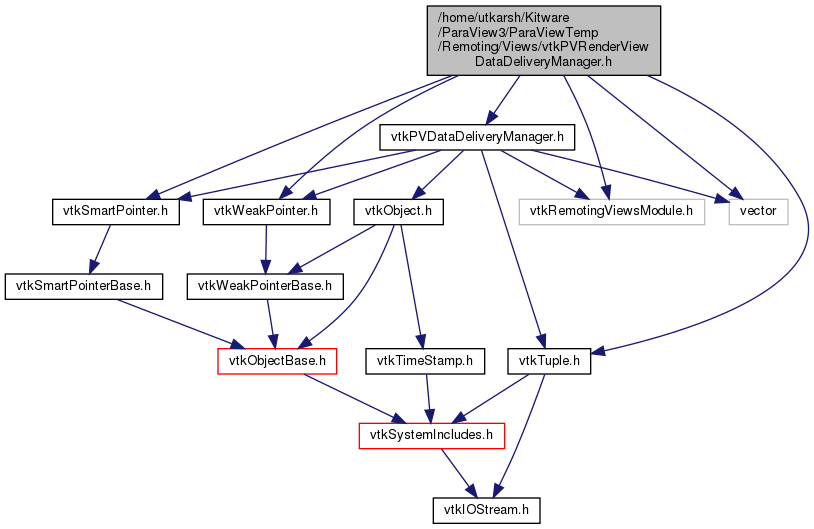 /home/utkarsh/Kitware
/ParaView3/ParaViewTemp
/Remoting/Views/vtkPVRenderView
DataDeliveryManager.h
vtkPVDataDeliveryManager.h
vtkSmartPointer.h
vtkWeakPointer.h
vtkObject.h
vtkRemotingViewsModule.h
vector
vtkSmartPointerBase.h
vtkWeakPointerBase.h
vtkObjectBase.h
vtkTimeStamp.h
vtkTuple.h
vtkSystemIncludes.h
vtkIOStream.h